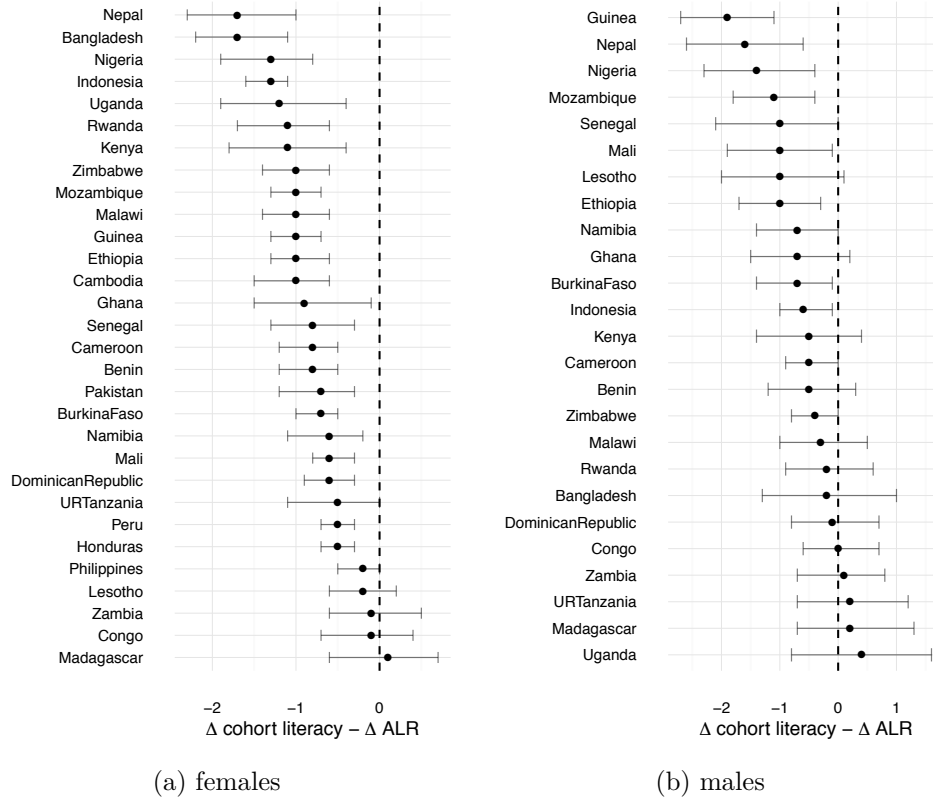 Nepal
Bangladesh
Nigeria
Indonesia
Uganda
Rwanda
Kenya
Zimbabwe
Mozambique
Malawi
Guinea
Ethiopia
Cambodia
Ghana
Senegal
Cameroon
Benin
Pakistan
BurkinaFaso
Namibia
Mali
DominicanRepublic
URTanzania
Peru
Honduras
Philippines
Lesotho
Zambia
Congo
Madagascar
−2 −1 0
Δ cohort literacy − Δ ALR
(a) females
Guinea
Nepal
Nigeria
Mozambique
Senegal
Mali
Lesotho
Ethiopia
Namibia
Ghana
BurkinaFaso
Indonesia
Kenya
Cameroon
Benin
Zimbabwe
Malawi
Rwanda
Bangladesh
DominicanRepublic
Congo
Zambia
URTanzania
Madagascar
Uganda
−2 −1 0 1
Δ cohort literacy − Δ ALR
(b) males